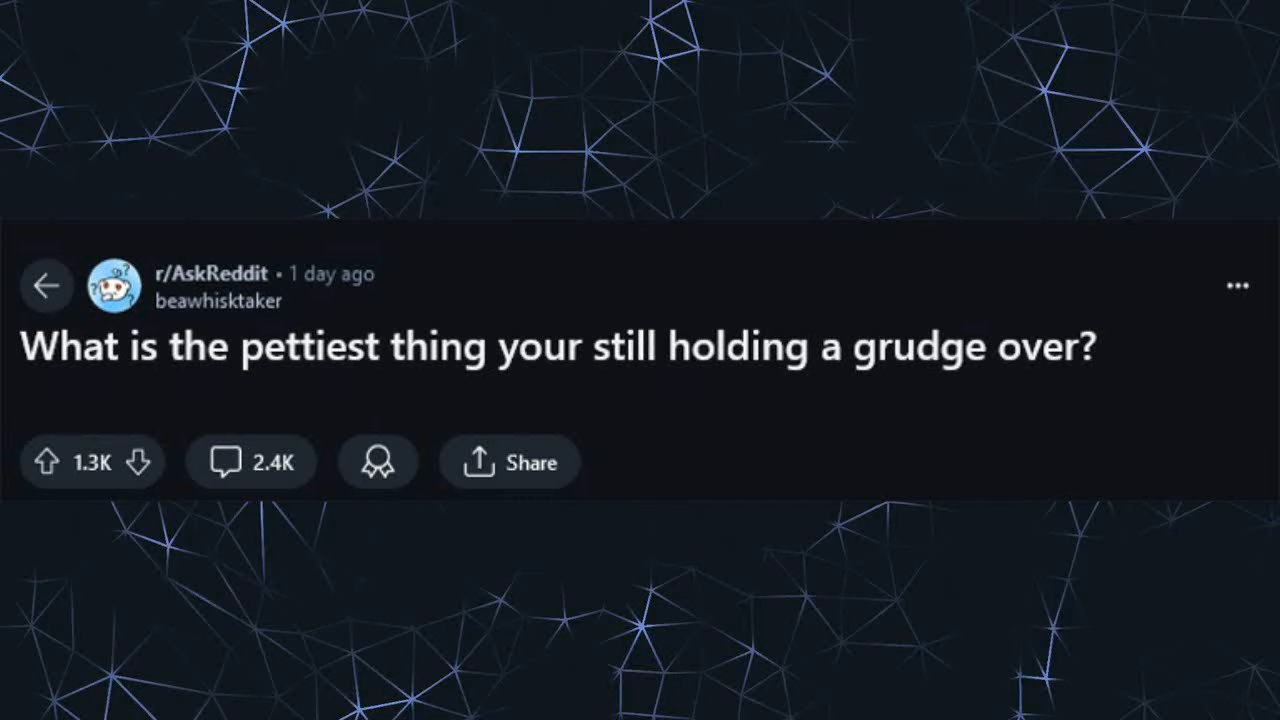 r/AskReddit • 1 day ago
beawhisktaker
What is the pettiest thing your still holding a grudge over?
1.3K 2.4K Share